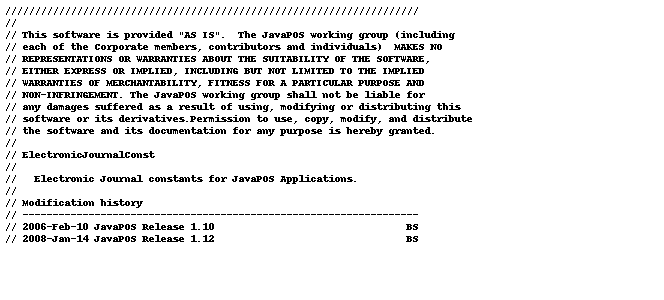 //////////////////////////////////////////////////////////////////////
//
// This software is provided "AS IS".  The JavaPOS working group (including
// each of the Corporate members, contributors and individuals)  MAKES NO
// REPRESENTATIONS OR WARRANTIES ABOUT THE SUITABILITY OF THE SOFTWARE,
// EITHER EXPRESS OR IMPLIED, INCLUDING BUT NOT LIMITED TO THE IMPLIED
// WARRANTIES OF MERCHANTABILITY, FITNESS FOR A PARTICULAR PURPOSE AND
// NON-INFRINGEMENT. The JavaPOS working group shall not be liable for
// any damages suffered as a result of using, modifying or distributing this
// software or its derivatives.Permission to use, copy, modify, and distribute
// the software and its documentation for any purpose is hereby granted.
//
// ElectronicJournalConst
//
//   Electronic Journal constants for JavaPOS Applications.
//
// Modification history
// ------------------------------------------------------------------
// 2006-Feb-10 JavaPOS Release 1.10                                BS
// 2008-Jan-14 JavaPOS Release 1.12                                BS